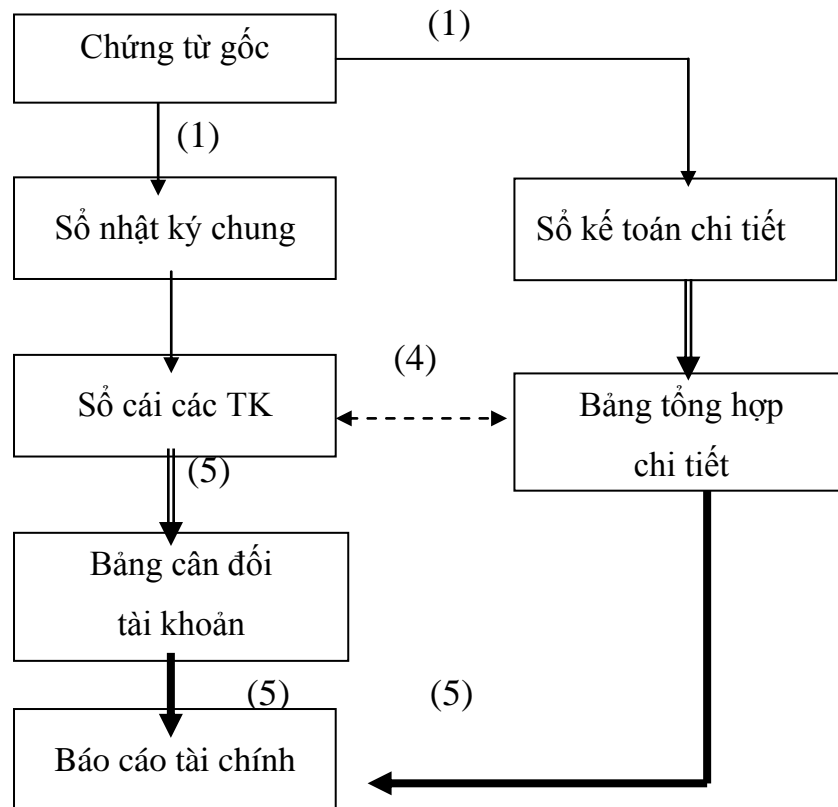 (1)
Chứng từ gốc
(1)
Sổ nhật ký chung
Sổ kế toán chi tiết
(4)
Sổ cái các TK
Bảng tổng hợp
chi tiết
(5)
Bảng cân đối
tài khoản
(5)
(5)
Báo cáo tài chính